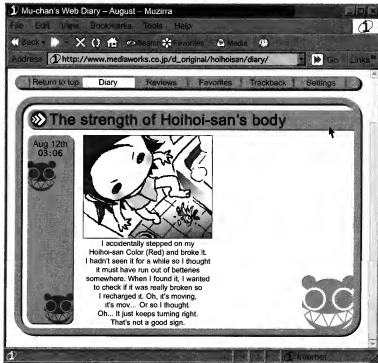 Mu-chan's Web Diary – August – Muzirra
File Edit View Bookmarks Tools Help
Back Search Favorites Media
Address http://www.mediaworks.co.jp/d_original/hoihoisan/diary/ Go Links
Return to top Diary Reviews Favorites Trackback Settings
The strength of Hoihoi-san's body
Aug 12th
03:06
I accidentally stepped on my
Hoihoi-san Color (Red) and broke it.
I hadn't seen it for a while so I thought
it must have run out of betteries
somewhere. When I found it, I wanted
to check if it was really broken so
I recharged it. Oh, it's moving,
it's mov... Or so I thought.
Oh... It just keeps turning right.
That's not a good sign.
Internet